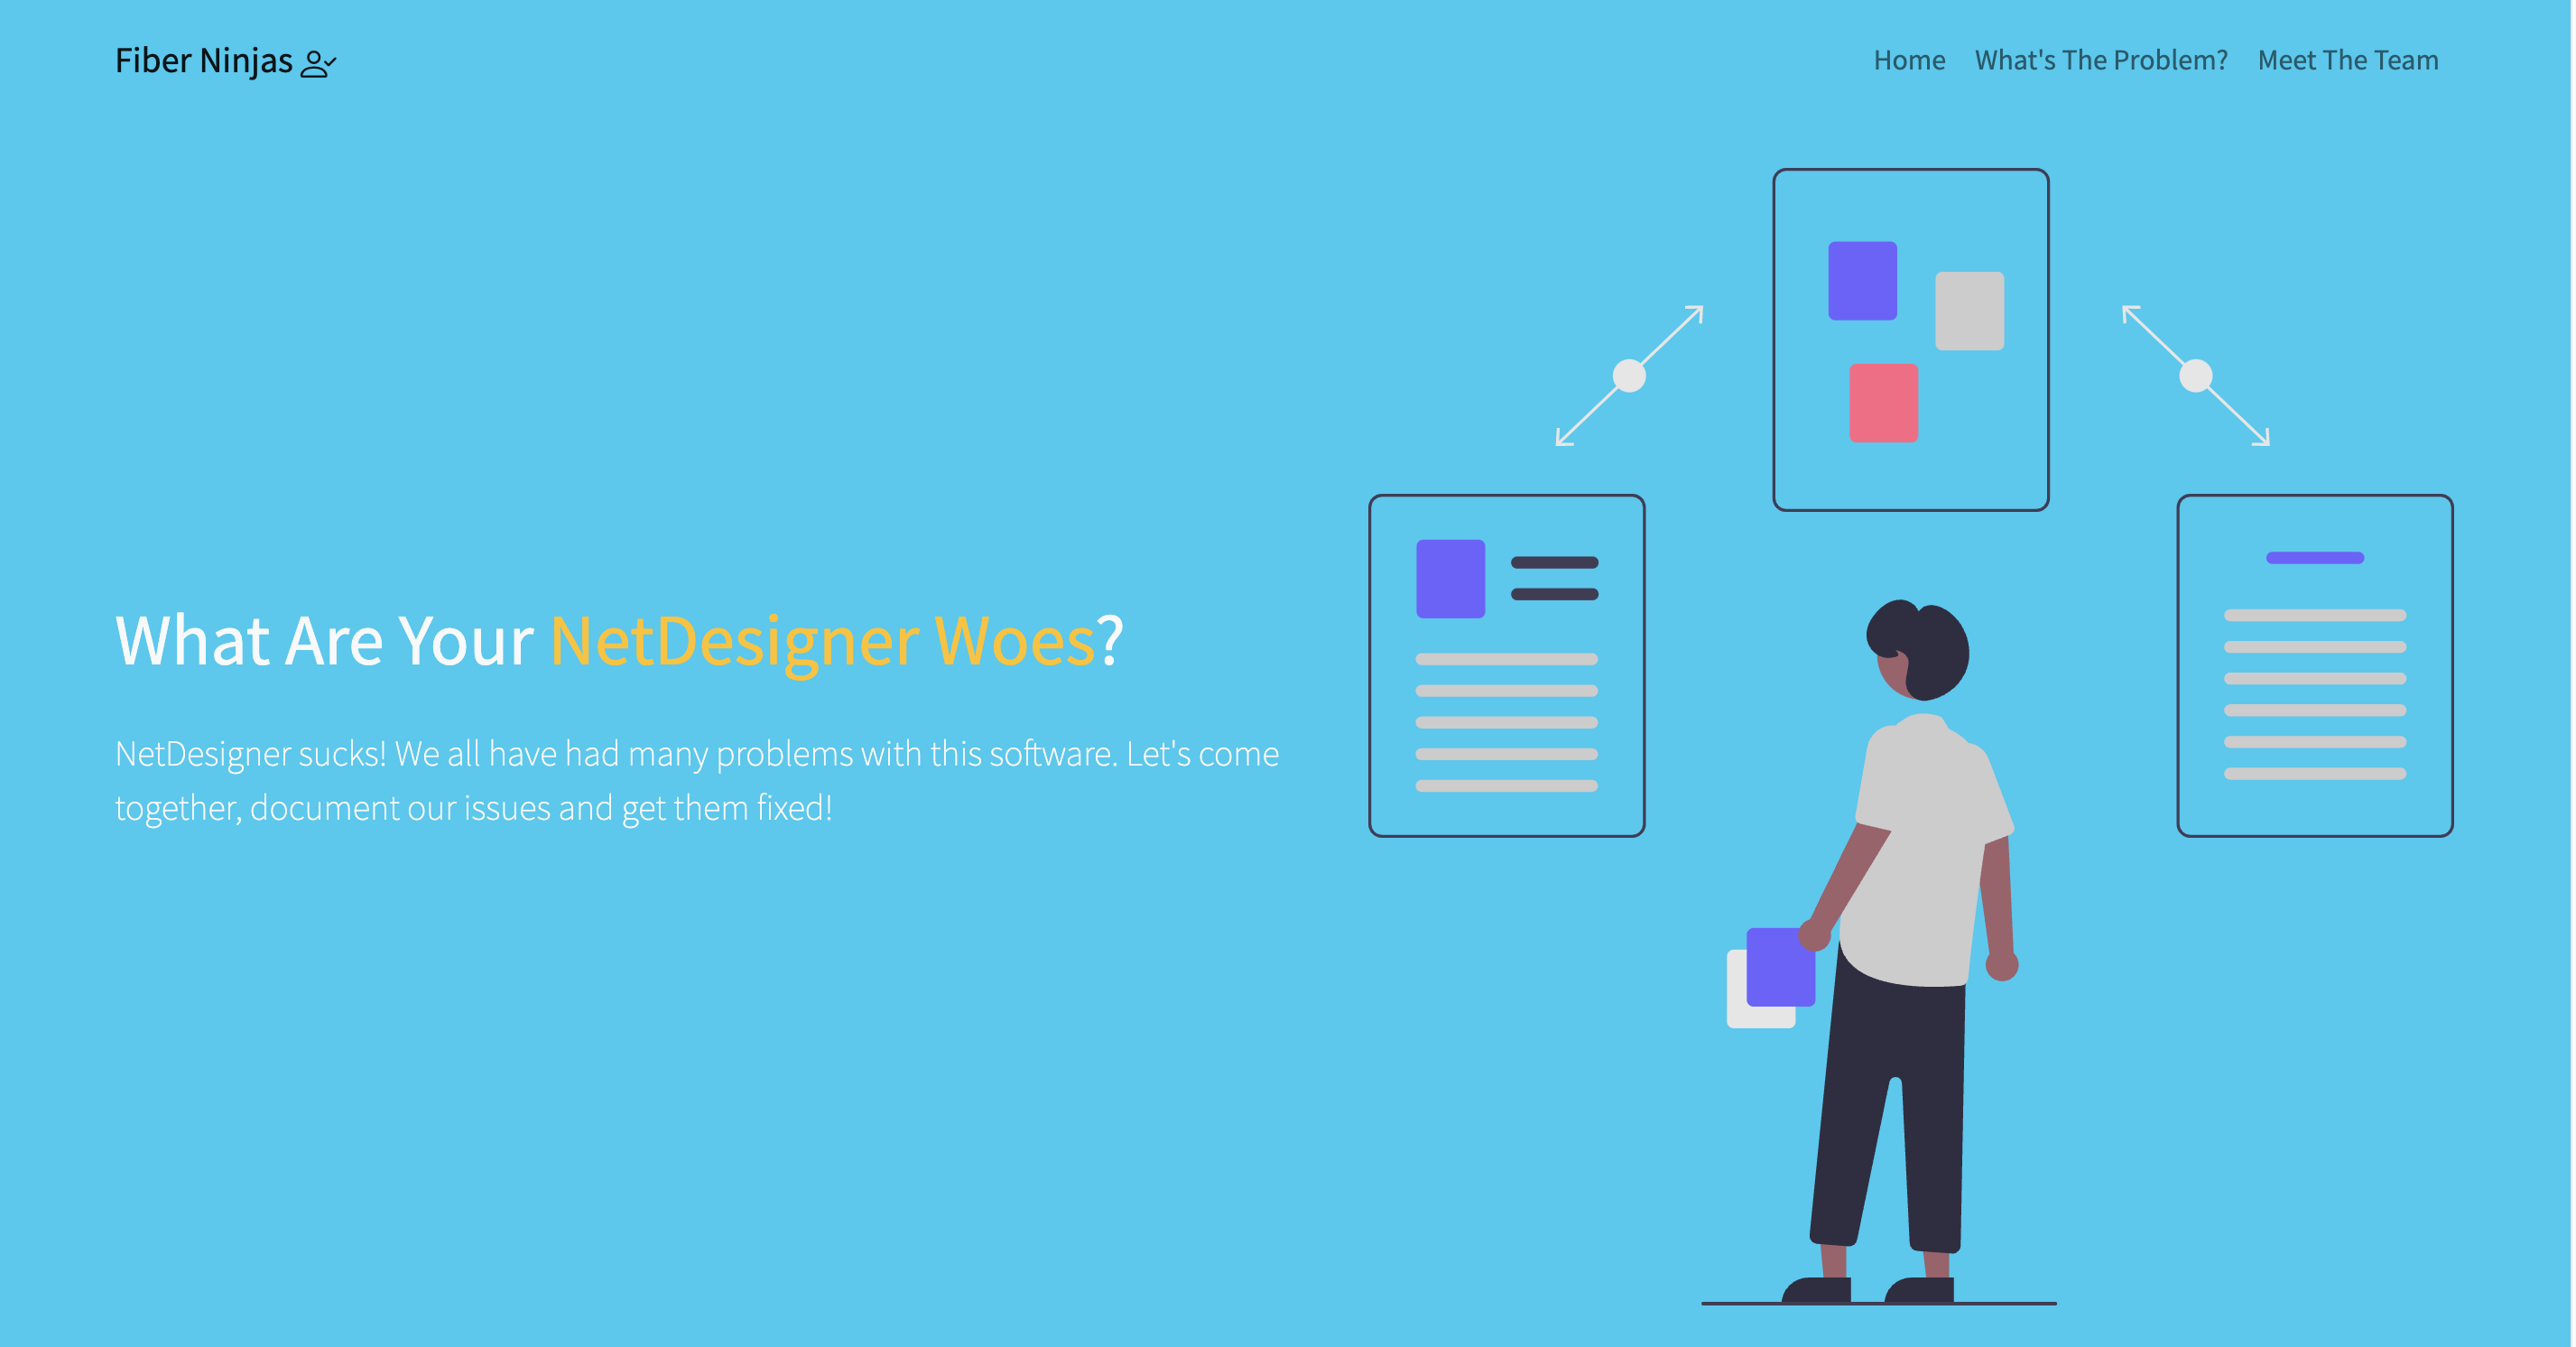 Fiber Ninjas
Home What's The Problem? Meet The Team
What Are Your NetDesigner Woes?
NetDesigner sucks! We all have had many problems with this software. Let's come
together, document our issues and get them fixed!